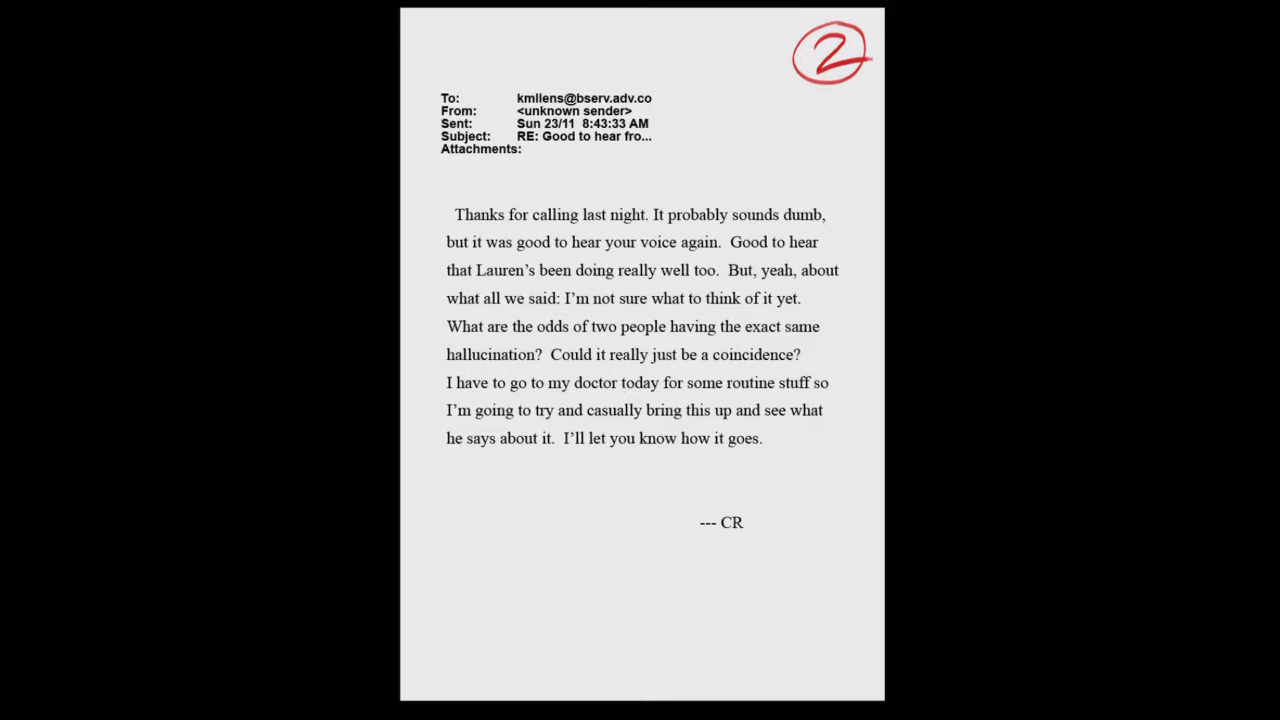 2
To: kmllens@bserv.adv.co
From: <unknown sender>
Sent: Sun 23/11 8:43:33 AM
Subject: RE: Good to hear fro...
Attachments:
Thanks for calling last night. It probably sounds dumb,
but it was good to hear your voice again. Good to hear
that Lauren’s been doing really well too. But, yeah, about
what all we said: I’m not sure what to think of it yet.
What are the odds of two people having the exact same
hallucination? Could it really just be a coincidence?
I have to go to my doctor today for some routine stuff so
I’m going to try and casually bring this up and see what
he says about it. I’ll let you know how it goes.
--- CR